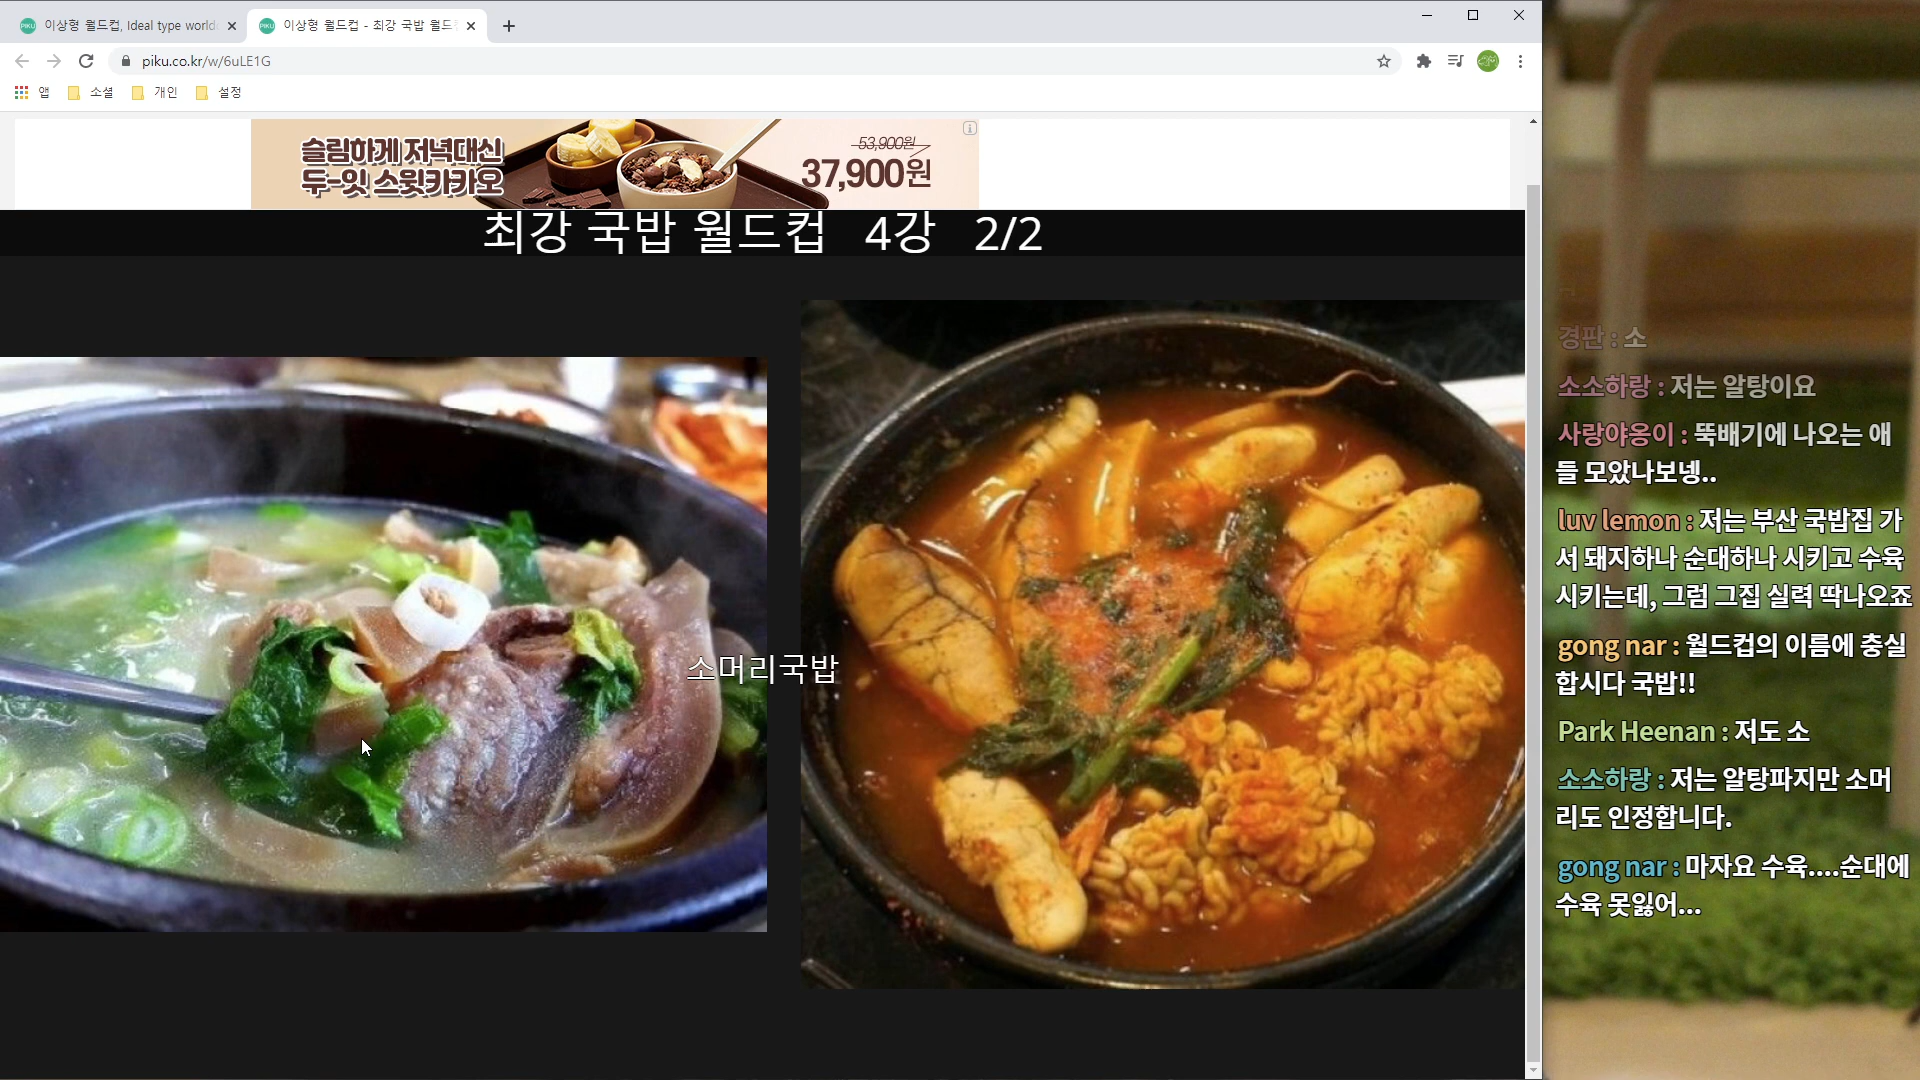 이상형 월드컵, Ideal type world
이상형 월드컵 - 최강 국밥 월드
piku.co.kr/w/6uLE1G
앱 소셜 개인 설정
슬림하게 저녁대신
두-잇 스윗카카오
53,900원
37,900원
최강 국밥 월드컵 4강 2/2
소머리국밥
경판 : 소
소소하랑 : 저는 알탕이요
사랑야옹이 : 뚝배기에 나오는 애
들 모았나보넹..
luv lemon : 저는 부산 국밥집 가
서 돼지하나 순대하나 시키고 수육
시키는데, 그럼 그집 실력 딱나오죠
gong nar : 월드컵의 이름에 충실
합시다 국밥!!
Park Heenan : 저도 소
소소하랑 : 저는 알탕파지만 소머
리도 인정합니다.
gong nar : 마자요 수육....순대에
수육 못잃어...